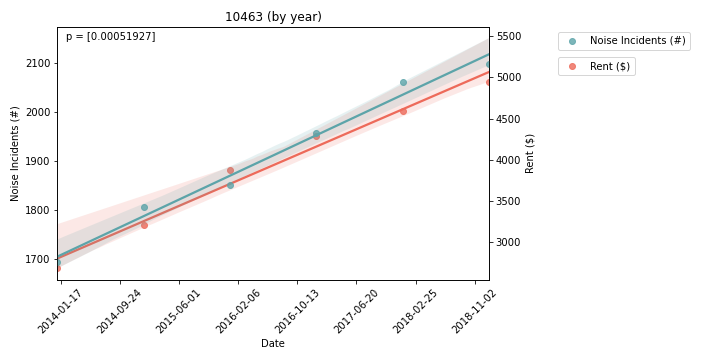 10463 (by year)
p = [0.00051927]
Noise Incidents (#)
Rent ($)
2100
2000
1900
1800
1700
Noise Incidents (#)
5500
5000
4500
4000
3500
3000
Rent ($)
2014-01-17
2014-09-24
2015-06-01
2016-02-06
2016-10-13
2017-06-20
2018-02-25
2018-11-02
Date